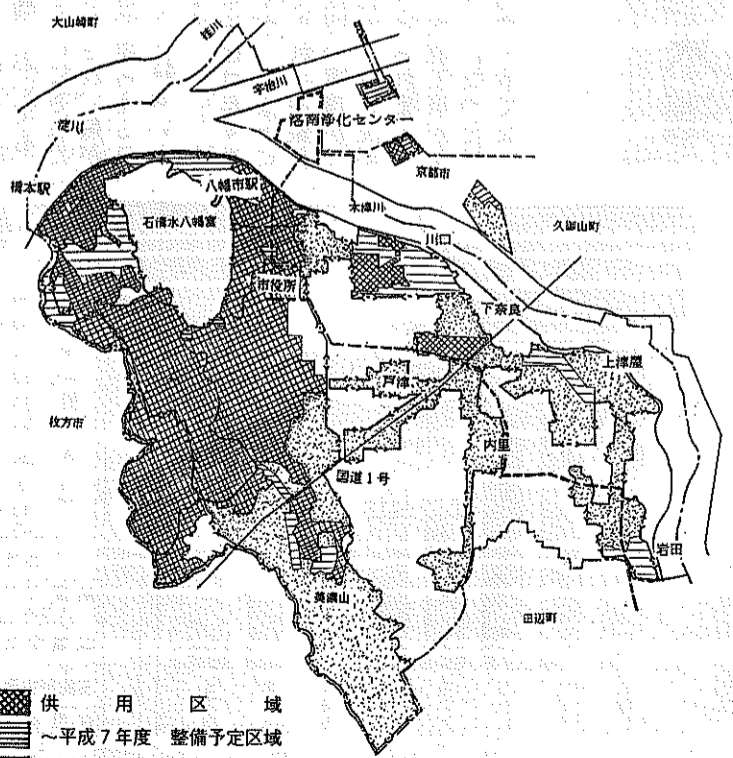 大山崎町
桂川
宇治川
洛南浄化センター
淀川
京都市
橋本駅
八幡市駅
木津川
石清水八幡宮
久御山町
川口
市役所
下奈良
上津屋
戸津
枚方市
内里
国道1号
岩田
美濃山
田辺町
供用区域
～平成7年度 整備予定区域